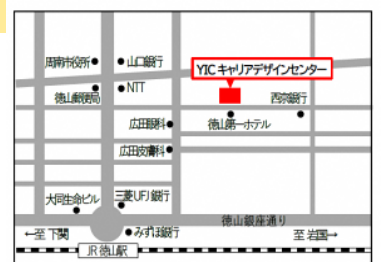 周南市役所
山口銀行
YIC キャリアデザインセンター
徳山郵便局
NTT
西京銀行
広田眼科
徳山第一ホテル
広田皮膚科
大同生命ビル
三菱UFJ銀行
徳山銀座通り
←至下関
みずほ銀行
至岩国→
JR徳山駅